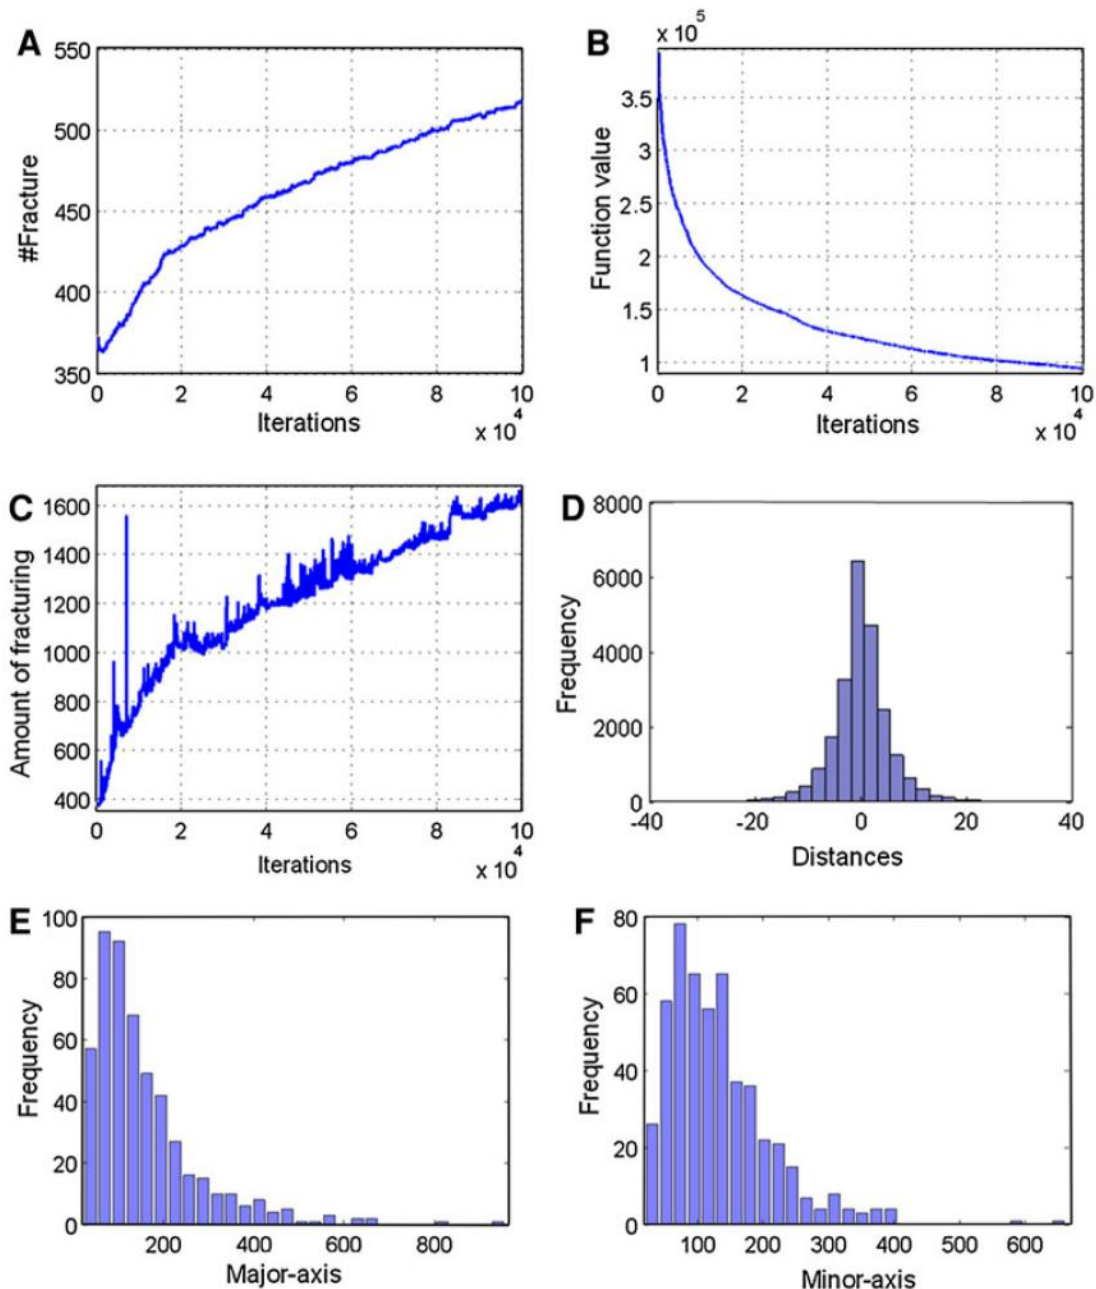 A
550
500
450
400
350
#Fracture
0 2 4 6 8 10
Iterations
x 10^4
B
x 10^5
3.5
3
2.5
2
1.5
1
Function value
0 2 4 6 8 10
Iterations
x 10^4
C
1600
1400
1200
1000
800
600
400
Amount of fracturing
0 2 4 6 8 10
Iterations
x 10^4
D
8000
6000
4000
2000
0
Frequency
-40 -20 0 20 40
Distances
E
100
80
60
40
20
0
Frequency
200 400 600 800
Major-axis
F
80
60
40
20
0
Frequency
100 200 300 400 500 600
Minor-axis